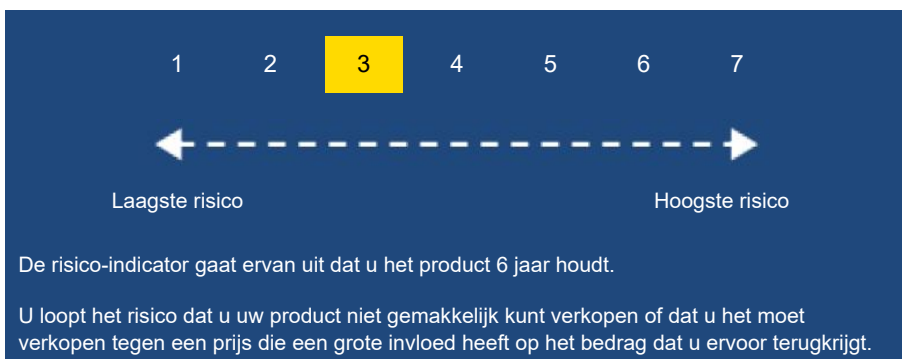 1 2 3 4 5 6 7
Laagste risico Hoogste risico
De risico-indicator gaat ervan uit dat u het product 6 jaar houdt.
U loopt het risico dat u uw product niet gemakkelijk kunt verkopen of dat u het moet
verkopen tegen een prijs die een grote invloed heeft op het bedrag dat u ervoor terugkrijgt.